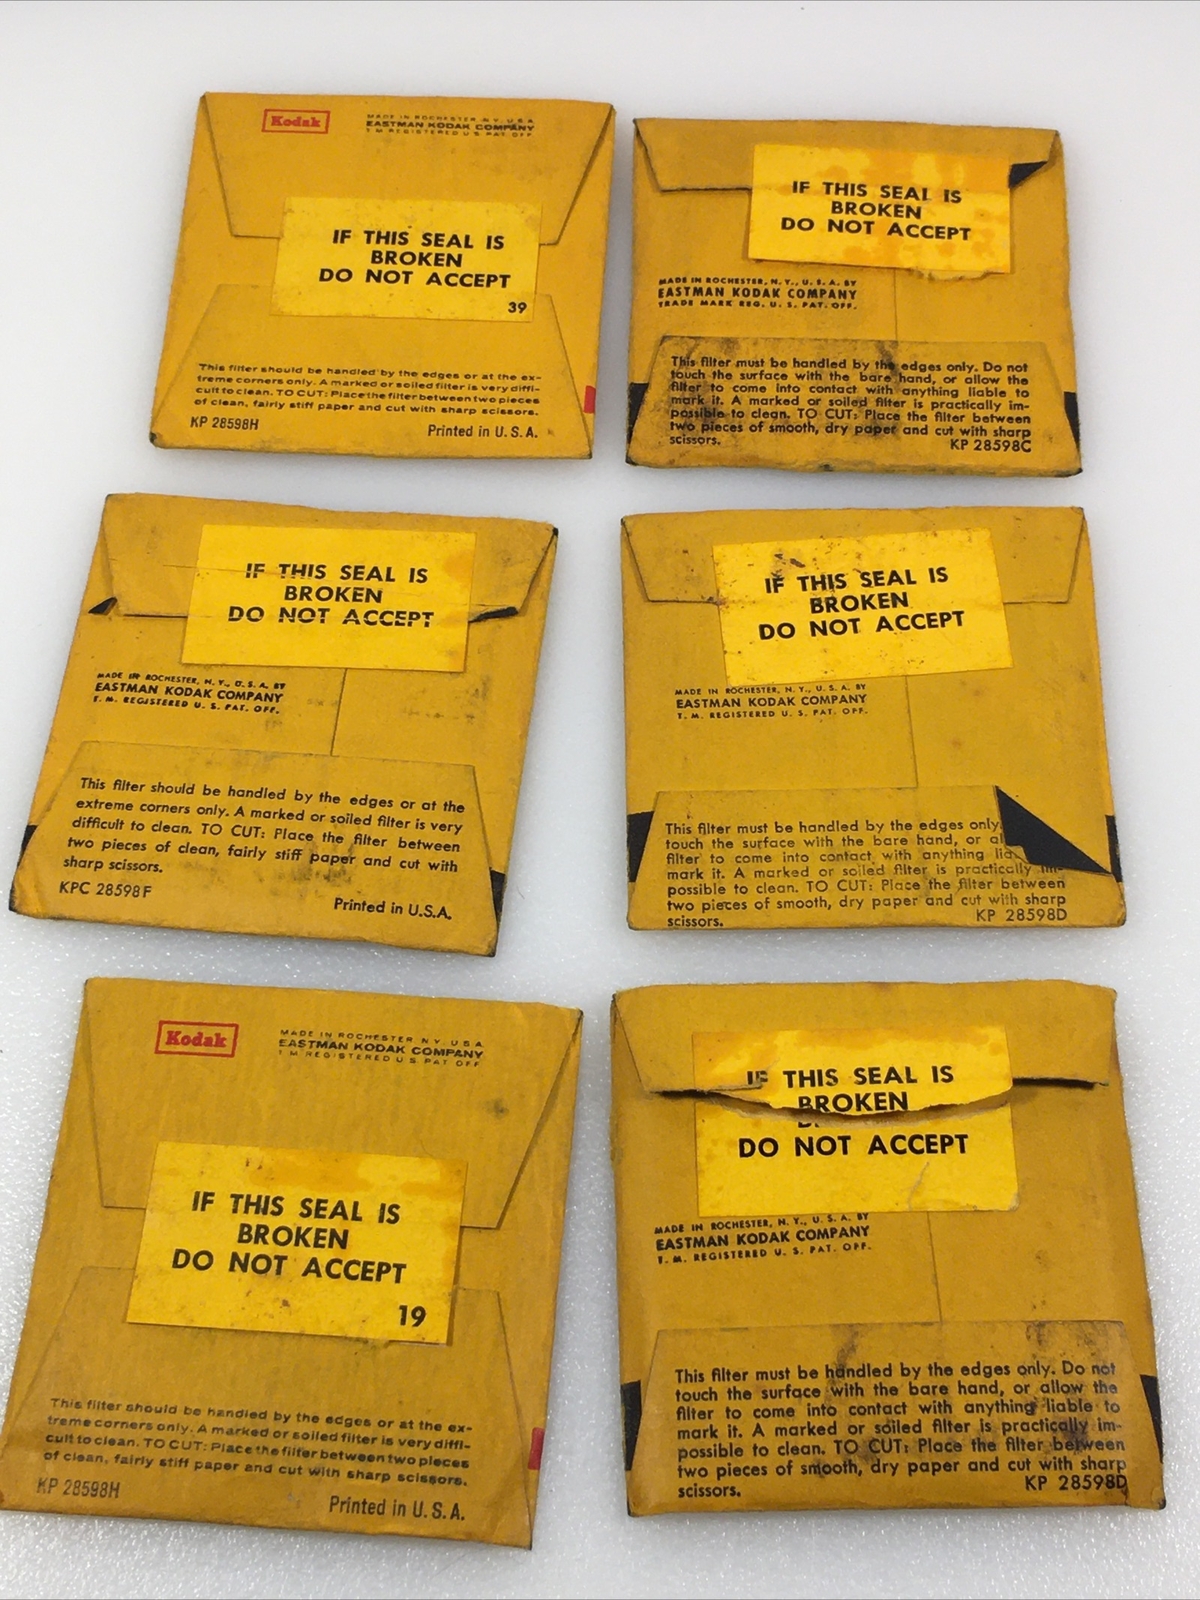 Kodak
MADE IN ROCHESTER N.Y. U.S.A.
EASTMAN KODAK COMPANY
T M REGISTERED U S PAT OFF.
IF THIS SEAL IS
BROKEN
DO NOT ACCEPT
39
This filter should be handled by the edges or at the ex-
treme corners only. A marked or soiled filter is very diffi-
cult to clean. TO CUT: Place the filter between two pieces
of clean, fairly stiff paper and cut with sharp scissors.
KP 28598H
Printed in U.S.A.
IF THIS SEAL IS
BROKEN
DO NOT ACCEPT
MADE IN ROCHESTER, N. Y., U. S. A. BY
EASTMAN KODAK COMPANY
TRADE MARK REG. U. S. PAT. OFF.
This filter must be handled by the edges only. Do not
touch the surface with the bare hand, or allow the
filter to come into contact with anything liable to
mark it. A marked or soiled filter is practically im-
possible to clean. TO CUT: Place the filter between
two pieces of smooth, dry paper and cut with sharp
scissors.
KP 28598C
IF THIS SEAL IS
BROKEN
DO NOT ACCEPT
MADE IN ROCHESTER, N. Y., U. S. A. BY
EASTMAN KODAK COMPANY
T. M. REGISTERED U. S. PAT. OFF.
This filter should be handled by the edges or at the
extreme corners only. A marked or soiled filter is very
difficult to clean. TO CUT: Place the filter between
two pieces of clean, fairly stiff paper and cut with
sharp scissors.
KPC 28598F
Printed in U.S.A.
IF THIS SEAL IS
BROKEN
DO NOT ACCEPT
MADE IN ROCHESTER, N. Y., U. S. A. BY
EASTMAN KODAK COMPANY
T. M. REGISTERED U. S. PAT. OFF.
This filter must be handled by the edges only.
touch the surface with the bare hand, or al
filter to come into contact with anything lia
mark it. A marked or soiled filter is practically im-
possible to clean. TO CUT: Place the filter between
two pieces of smooth, dry paper and cut with sharp
scissors.
KP 28598D
Kodak
MADE IN ROCHESTER N.Y. U.S.A.
EASTMAN KODAK COMPANY
T M REGISTERED U S PAT OFF
IF THIS SEAL IS
BROKEN
DO NOT ACCEPT
19
This filter should be handled by the edges or at the ex-
treme corners only. A marked or soiled filter is very diffi-
cult to clean. TO CUT: Place the filter between two pieces
of clean, fairly stiff paper and cut with sharp scissors.
KP 28598H
Printed in U.S.A.
IF THIS SEAL IS
BROKEN
DO NOT ACCEPT
MADE IN ROCHESTER, N. Y., U. S. A. BY
EASTMAN KODAK COMPANY
T. M. REGISTERED U. S. PAT. OFF.
This filter must be handled by the edges only. Do not
touch the surface with the bare hand, or allow the
filter to come into contact with anything liable to
mark it. A marked or soiled filter is practically im-
possible to clean. TO CUT: Place the filter between
two pieces of smooth, dry paper and cut with sharp
scissors.
KP 28598D